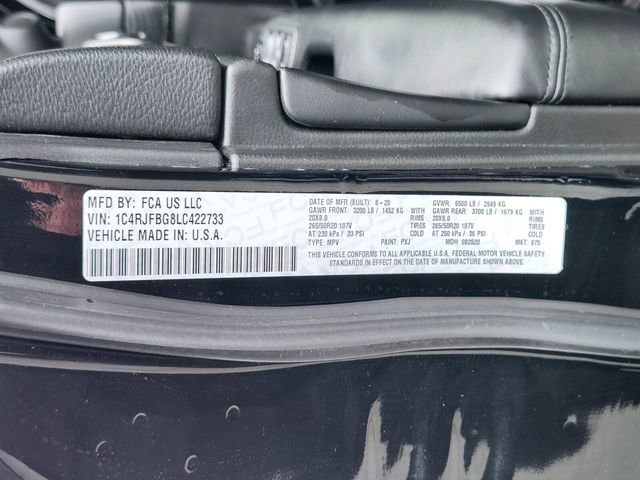 MFD BY: FCA US LLC
VIN: 1C4RJFBG8LC422733
VEHICLE MADE IN: U.S.A.
DATE OF MFR (BUILT): 8-20 GVWR: 6500 LB / 2949 KG
GAWR FRONT: 3200 LB / 1452 KG WITH GAWR REAR: 3700 LB / 1679 KG WITH
20X8.0 RIMS 20X8.0 RIMS
265/50R20 107V TIRES 265/50R20 107V TIRES
AT 230 kPa / 33 PSI COLD AT 250 kPa / 36 PSI COLD
TYPE: MPV PAINT: PXJ MDH: 082520 MKT: 875
VEHICLE CONFORMS TO ALL APPLICABLE U.S.A. FEDERAL MOTOR VEHICLE SAFETY
STANDARDS IN EFFECT ON THE DATE OF MANUFACTURE SHOWN ABOVE.